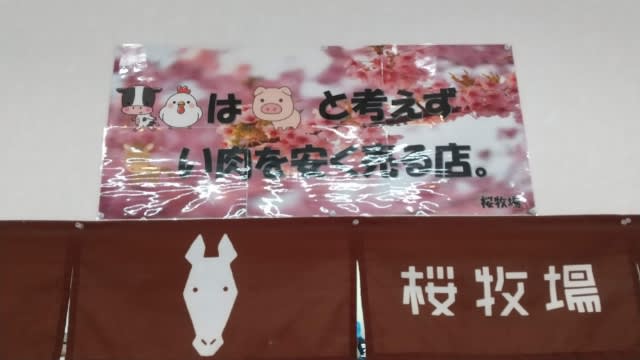 は と考えず
い肉を安く売る店。
桜牧場
桜牧場